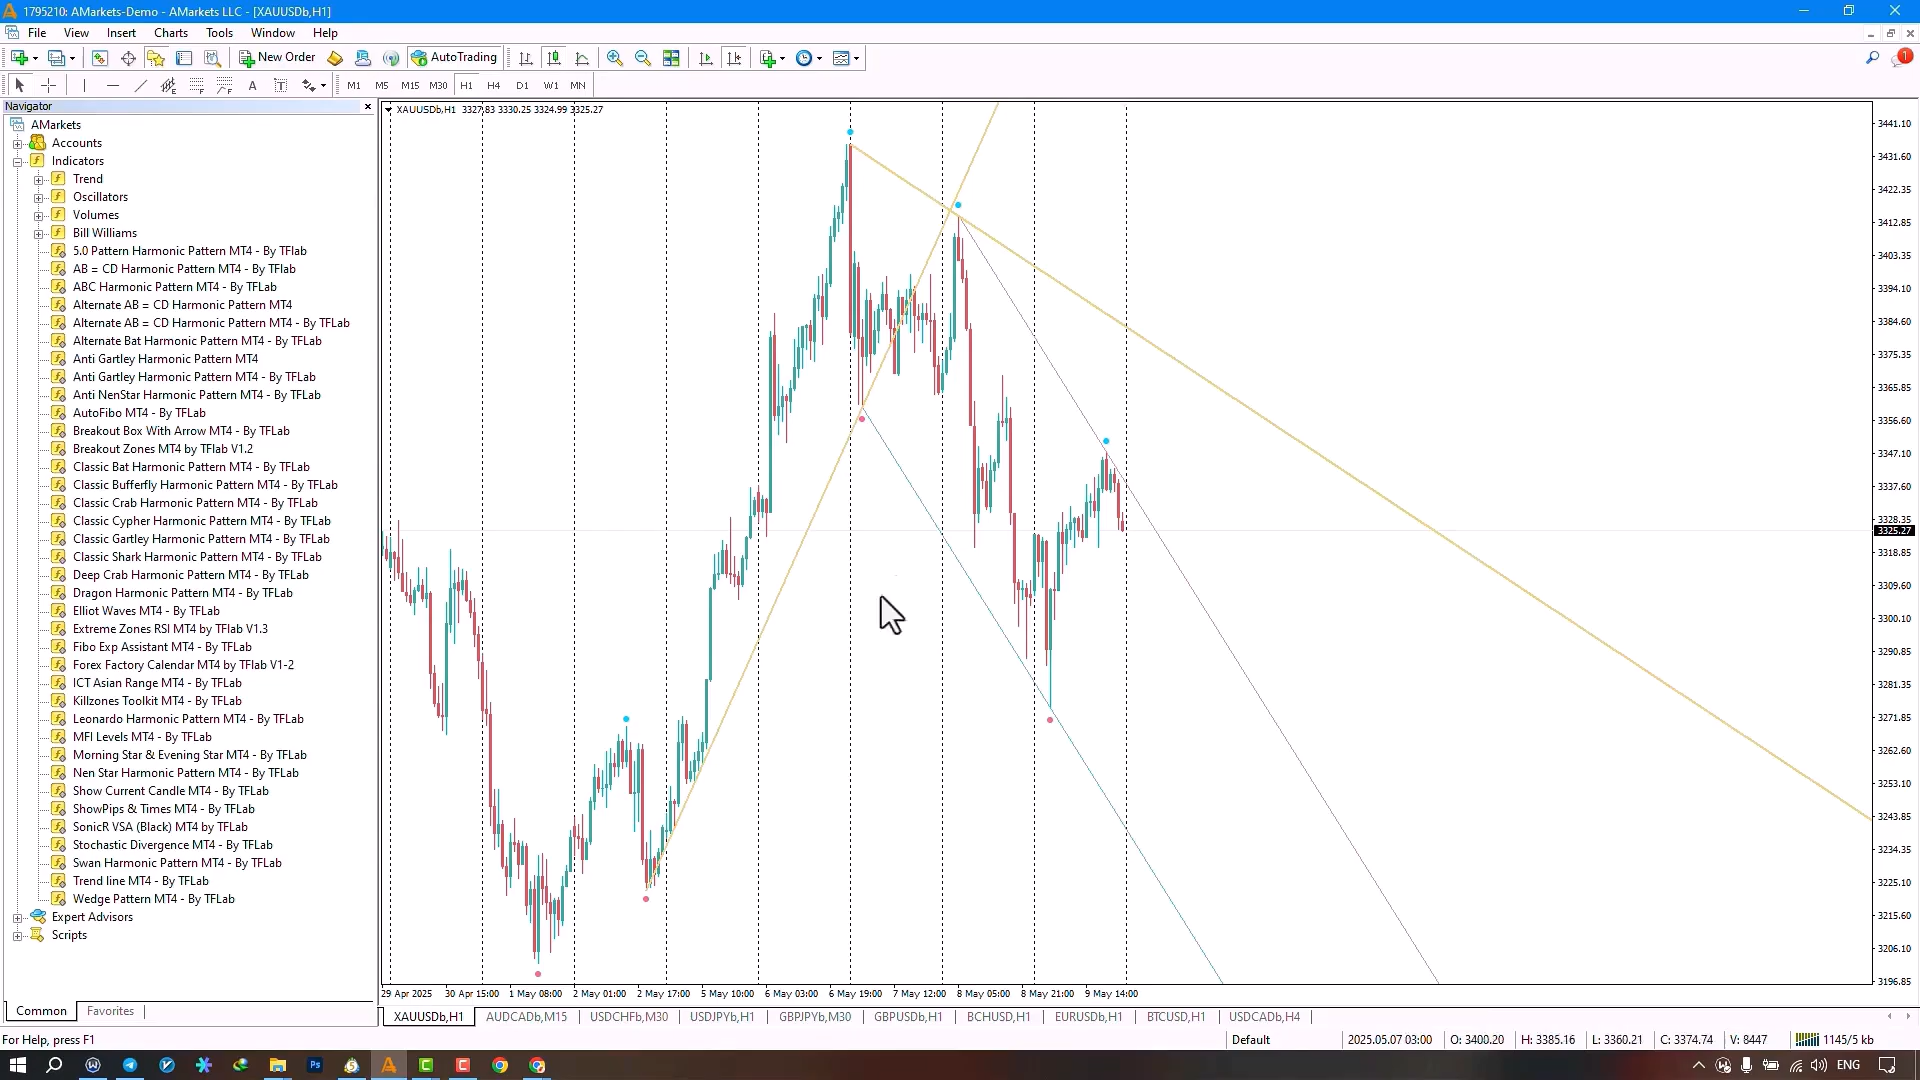 1795210: AMarkets-Demo - AMarkets LLC - [XAUUSDb,H1]
File View Insert Charts Tools Window Help
New Order AutoTrading 1
A T M1 M5 M15 M30 H1 H4 D1 W1 MN
Navigator
XAUUSDb,H1 3327.83 3330.25 3324.99 3325.27
AMarkets
Accounts
Indicators
Trend
Oscillators
Volumes
Bill Williams
5.0 Pattern Harmonic Pattern MT4 - By TFlab
AB = CD Harmonic Pattern MT4 - By TFlab
ABC Harmonic Pattern MT4 - By TFLab
Alternate AB = CD Harmonic Pattern MT4
Alternate AB = CD Harmonic Pattern MT4 - By TFLab
Alternate Bat Harmonic Pattern MT4 - By TFLab
Anti Gartley Harmonic Pattern MT4
Anti Gartley Harmonic Pattern MT4 - By TFLab
Anti NenStar Harmonic Pattern MT4 - By TFLab
AutoFibo MT4 - By TFLab
Breakout Box With Arrow MT4 - By TFLab
Breakout Zones MT4 by TFlab V1.2
Classic Bat Harmonic Pattern MT4 - By TFLab
Classic Bufferfly Harmonic Pattern MT4 - By TFLab
Classic Crab Harmonic Pattern MT4 - By TFLab
Classic Cypher Harmonic Pattern MT4 - By TFLab
Classic Gartley Harmonic Pattern MT4 - By TFLab
Classic Shark Harmonic Pattern MT4 - By TFLab
Deep Crab Harmonic Pattern MT4 - By TFLab
Dragon Harmonic Pattern MT4 - By TFLab
Elliot Waves MT4 - By TFLab
Extreme Zones RSI MT4 by TFlab V1.3
Fibo Exp Assistant MT4 - By TFLab
Forex Factory Calendar MT4 by TFlab V1-2
ICT Asian Range MT4 - By TFLab
Killzones Toolkit MT4 - By TFLab
Leonardo Harmonic Pattern MT4 - By TFLab
MFI Levels MT4 - By TFLab
Morning Star & Evening Star MT4 - By TFLab
Nen Star Harmonic Pattern MT4 - By TFLab
Show Current Candle MT4 - By TFLab
ShowPips & Times MT4 - By TFLab
SonicR VSA (Black) MT4 by TFLab
Stochastic Divergence MT4 - By TFLab
Swan Harmonic Pattern MT4 - By TFLab
Trend line MT4 - By TFLab
Wedge Pattern MT4 - By TFLab
Expert Advisors
Scripts
3441.10
3431.60
3422.35
3412.85
3403.35
3394.10
3384.60
3375.35
3365.85
3356.60
3347.10
3337.60
3328.35
3325.27
3318.85
3309.60
3300.10
3290.85
3281.35
3271.85
3262.60
3253.10
3243.85
3234.35
3225.10
3215.60
3206.10
3196.85
29 Apr 2025 30 Apr 15:00 1 May 08:00 2 May 01:00 2 May 17:00 5 May 10:00 6 May 03:00 6 May 19:00 7 May 12:00 8 May 05:00 8 May 21:00 9 May 14:00
Common Favorites
XAUUSDb,H1 AUDCADb,M15 USDCHFb,M30 USDJPYb,H1 GBPJPYb,M30 GBPUSDb,H1 BCHUSD,H1 EURUSDb,H1 BTCUSD,H1 USDCADb,H4
For Help, press F1 Default 2025.05.07 03:00 O: 3400.20 H: 3385.16 L: 3360.21 C: 3374.74 V: 8447 1145/5 kb
Ps C C ENG